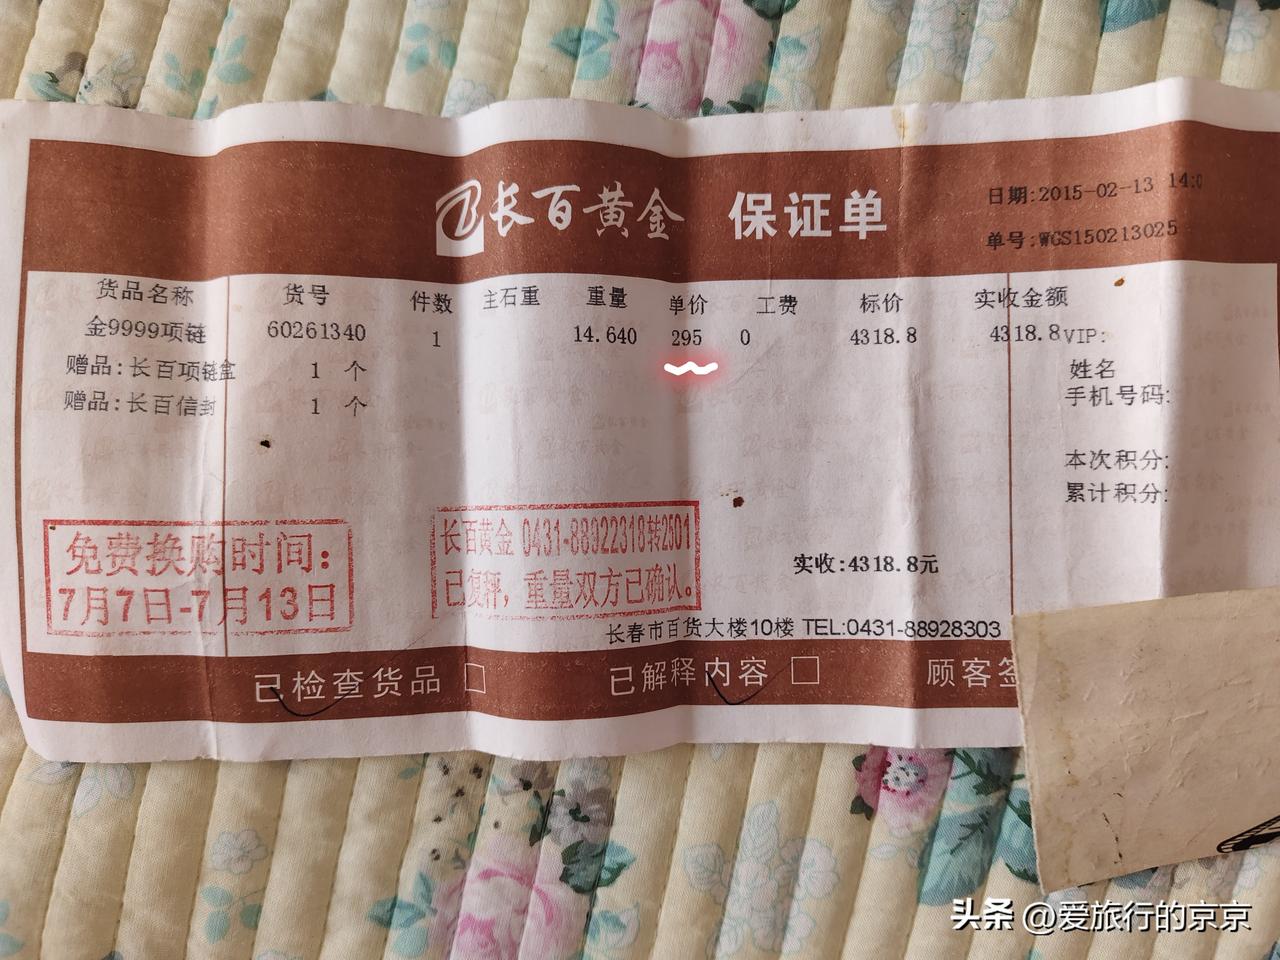 长百黄金 保证单
日期:2015-02-13 14:0
单号:WGS150213025
货品名称 货号 件数 主石重 重量 单价 工费 标价 实收金额
金9999项链 60261340 1 14.640 295 0 4318.8 4318.8 VIP:
赠品:长百项链盒 1 个
姓名
赠品:长百信封 1 个
手机号码:
本次积分:
累计积分:
免费换购时间:
7月7日-7月13日
长百黄金 0431-88922318转2501
已复秤，重量双方已确认。
实收:4318.8元
长春市百货大楼10楼 TEL:0431-88928303
已检查货品 □ 已解释内容 □ 顾客签
头条 @爱旅行的京京